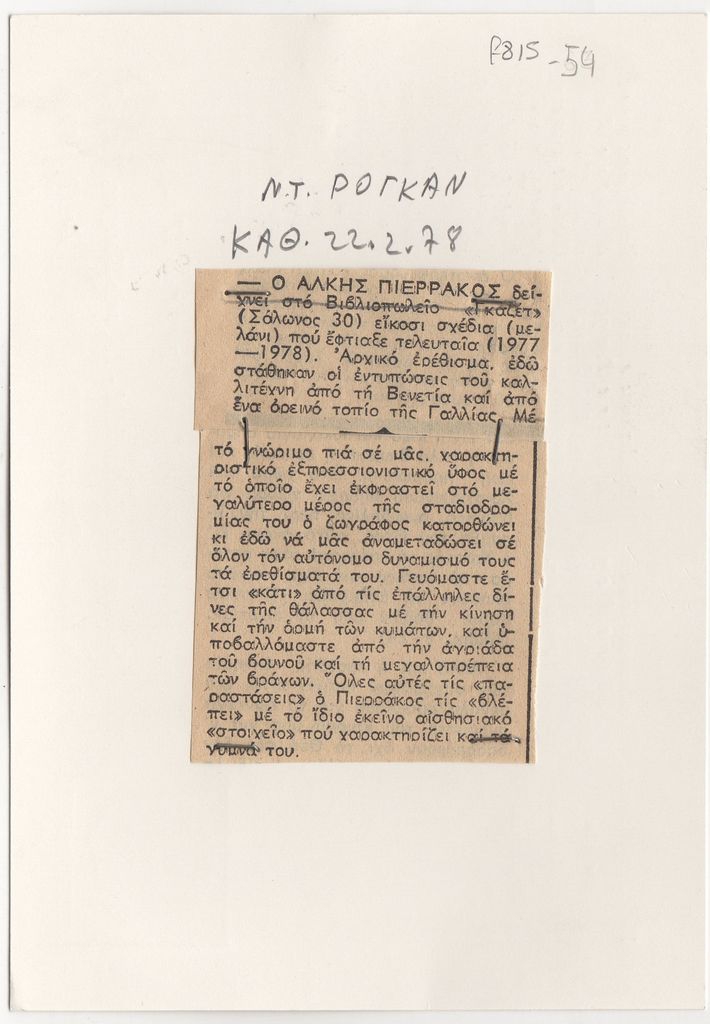 F815-54
Ν.Τ. ΡΟΓΚΑΝ
ΚΑΘ. 22.2.78
— Ο ΑΛΚΗΣ ΠΙΕΡΡΑΚΟΣ δεί-
χνει στό Βιβλιοπωλεῖο «Γκαζέτ»
(Σόλωνος 30) εἴκοσι σχέδια (με-
λάνι) πού ἔφτιαξε τελευταῖα (1977
—1978). Ἀρχικό ἐρέθισμα, ἐδῶ
στάθηκαν οἱ ἐντυπώσεις τοῦ καλ-
λιτέχνη ἀπό τή Βενετία καί ἀπό
ἕνα ὀρεινό τοπίο τῆς Γαλλίας. Μέ
τό γνώριμο πιά σέ μᾶς, χαρακτη-
ριστικό ἐξπρεσσιονιστικό ὕφος μέ
τό ὁποῖο ἔχει ἐκφραστεῖ στό με-
γαλύτερο μέρος τῆς σταδιοδρο-
μίας του ὁ ζωγράφος κατορθώνει
κι ἐδῶ νά μᾶς ἀναμεταδώσει σέ
ὅλον τόν αὐτόνομο δυναμισμό τους
τά ἐρεθίσματά του. Γευόμαστε ἔ-
τσι «κάτι» ἀπό τίς ἐπάλληλες δί-
νες τῆς θάλασσας μέ τήν κίνηση
καί τήν ὁρμή τῶν κυμάτων, καί ὑ-
ποβαλλόμαστε ἀπό τήν ἀγριάδα
τοῦ βουνοῦ καί τή μεγαλοπρέπεια
τῶν βράχων. Ὅλες αὐτές τίς «πα-
ραστάσεις» ὁ Πιερράκος τίς «βλέ-
πει» μέ τό ἴδιο ἐκεῖνο αἰσθησιακό
«στοιχεῖο» πού χαρακτηρίζει καί τά
γυμνά του.